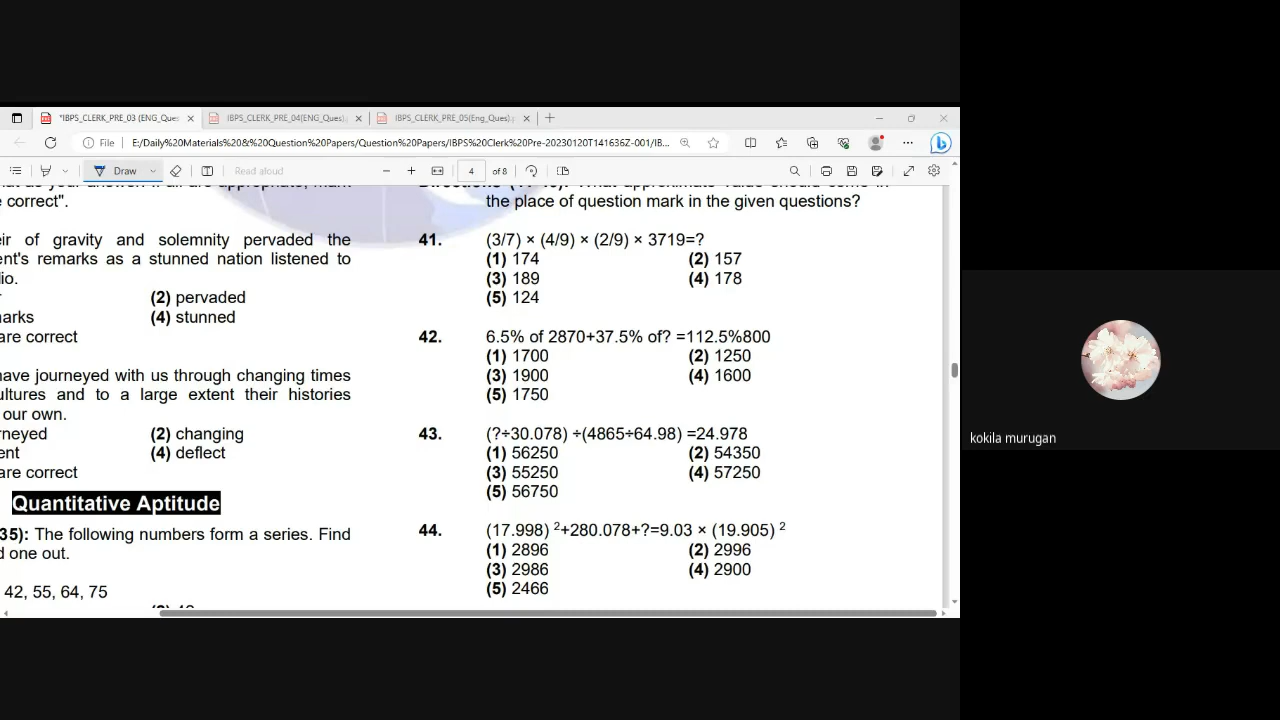 *IBPS_CLERK_PRE_03 (ENG_Ques
IBPS_CLERK_PRE_04(ENG_Ques).
IBPS_CLERK_PRE_05(Eng_Ques).
File
E:/Daily%20Materials%20&%20Question%20Papers/Question%20Papers/IBPS%20Clerk%20Pre-20230120T141636Z-001/IB...
Draw
Read aloud
4
of 8
correct".
of gravity and solemnity pervaded the
remarks as a stunned nation listened to
(2) pervaded
(4) stunned
are correct
have journeyed with us through changing times
and to a large extent their histories
our own.
(2) changing
(4) deflect
are correct
Quantitative Aptitude
35): The following numbers form a series. Find
one out.
42, 55, 64, 75
What approximate value should come in
the place of question mark in the given questions?
41. (3/7) × (4/9) × (2/9) × 3719=?
(1) 174 (2) 157
(3) 189 (4) 178
(5) 124
42. 6.5% of 2870+37.5% of? =112.5%800
(1) 1700 (2) 1250
(3) 1900 (4) 1600
(5) 1750
43. (?÷30.078) ÷(4865÷64.98) =24.978
(1) 56250 (2) 54350
(3) 55250 (4) 57250
(5) 56750
44. (17.998) ²+280.078+?=9.03 × (19.905) ²
(1) 2896 (2) 2996
(3) 2986 (4) 2900
(5) 2466
kokila murugan